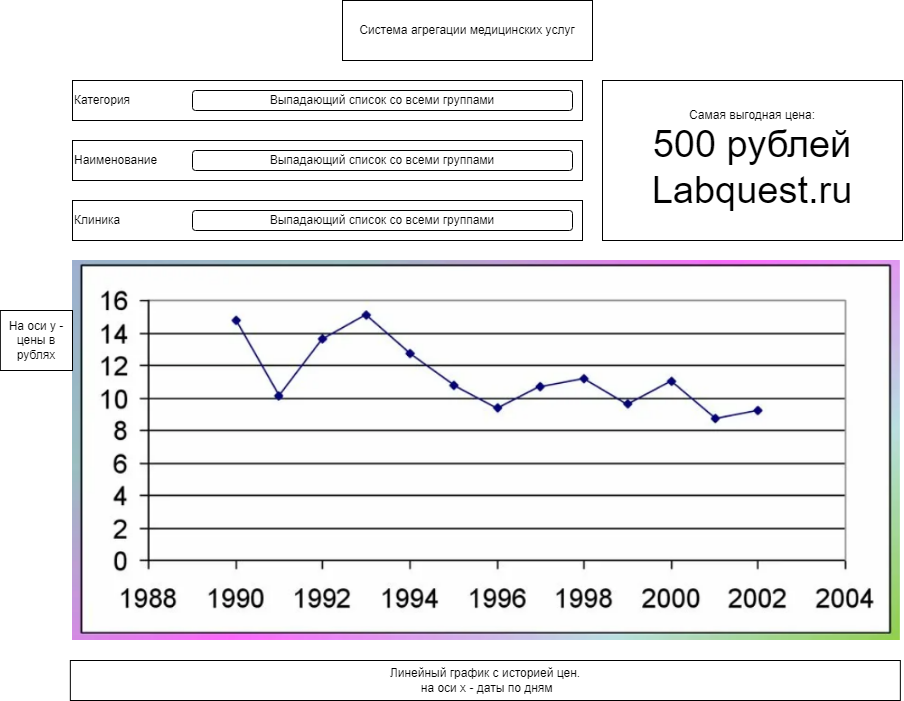 Система агрегации медицинских услуг
Категория
Выпадающий список со всеми группами
Наименование
Выпадающий список со всеми группами
Клиника
Выпадающий список со всеми группами
Самая выгодная цена:
500 рублей
Labquest.ru
На оси y -
цены в
рублях
16
14
12
10
8
6
4
2
0
1988 1990 1992 1994 1996 1998 2000 2002 2004
Линейный график с историей цен.
на оси x - даты по дням